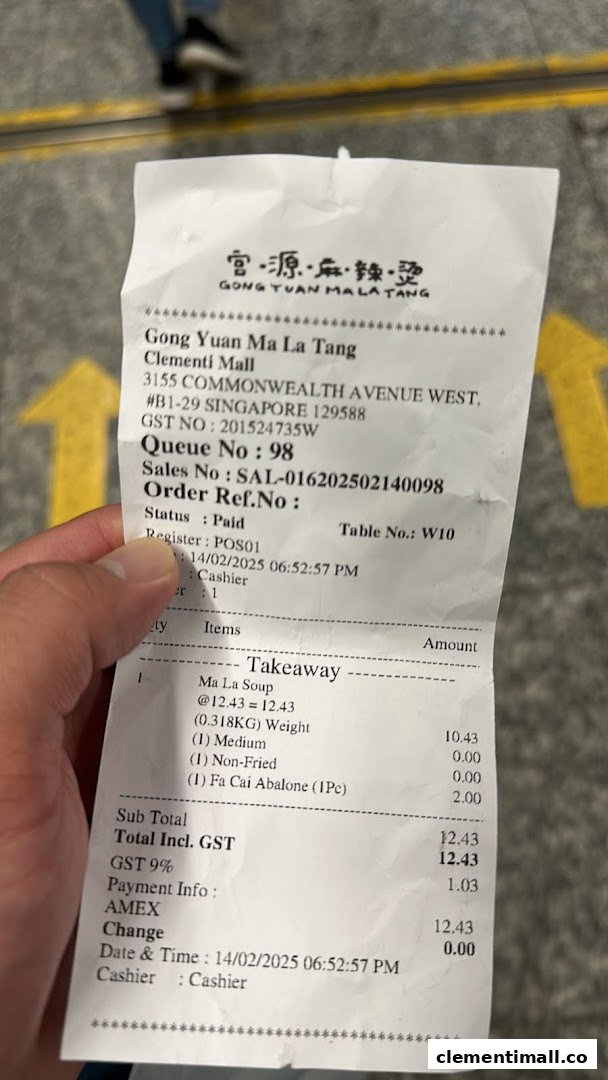 宫·源·麻·辣·烫
GONG YUAN MALATANG
************************************
Gong Yuan Ma La Tang
Clementi Mall
3155 COMMONWEALTH AVENUE WEST,
#B1-29 SINGAPORE 129588
GST NO : 201524735W
Queue No : 98
Sales No : SAL-016202502140098
Order Ref.No :
Status : Paid Table No.: W10
Register : POS01
: 14/02/2025 06:52:57 PM
: Cashier
: 1
Items Amount
Takeaway
1 Ma La Soup
@12.43 = 12.43
(0.318KG) Weight 10.43
(1) Medium 0.00
(1) Non-Fried 0.00
(1) Fa Cai Abalone (1Pc) 2.00
Sub Total 12.43
Total Incl. GST 12.43
GST 9% 1.03
Payment Info :
AMEX 12.43
Change 0.00
Date & Time : 14/02/2025 06:52:57 PM
Cashier : Cashier
************************************
clementimall.co